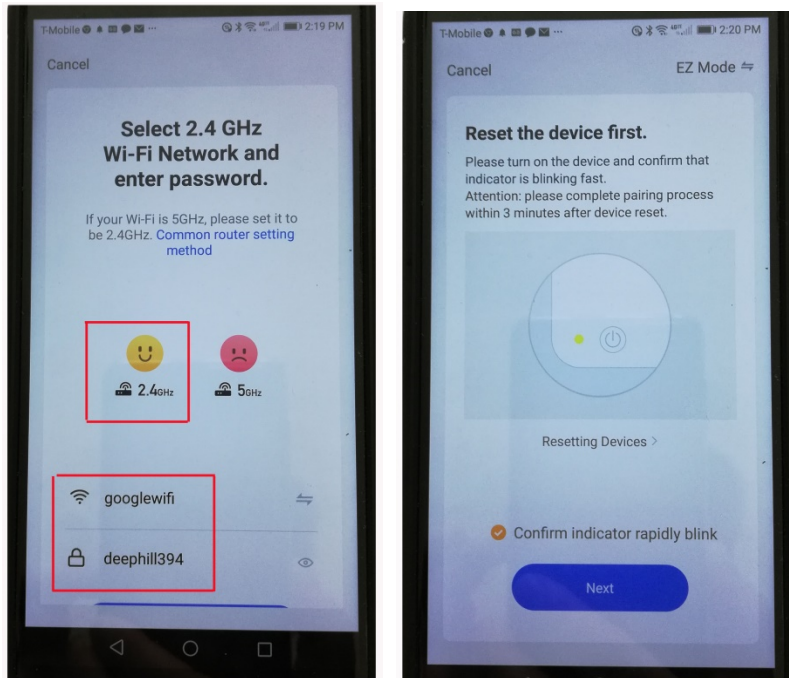 T-Mobile
2:19 PM
Cancel
Select 2.4 GHz
Wi-Fi Network and
enter password.
If your Wi-Fi is 5GHz, please set it to
be 2.4GHz. Common router setting
method
2.4GHz
5GHz
googlewifi
deephill394
T-Mobile
2:20 PM
Cancel
EZ Mode
Reset the device first.
Please turn on the device and confirm that
indicator is blinking fast.
Attention: please complete pairing process
within 3 minutes after device reset.
Resetting Devices >
Confirm indicator rapidly blink
Next